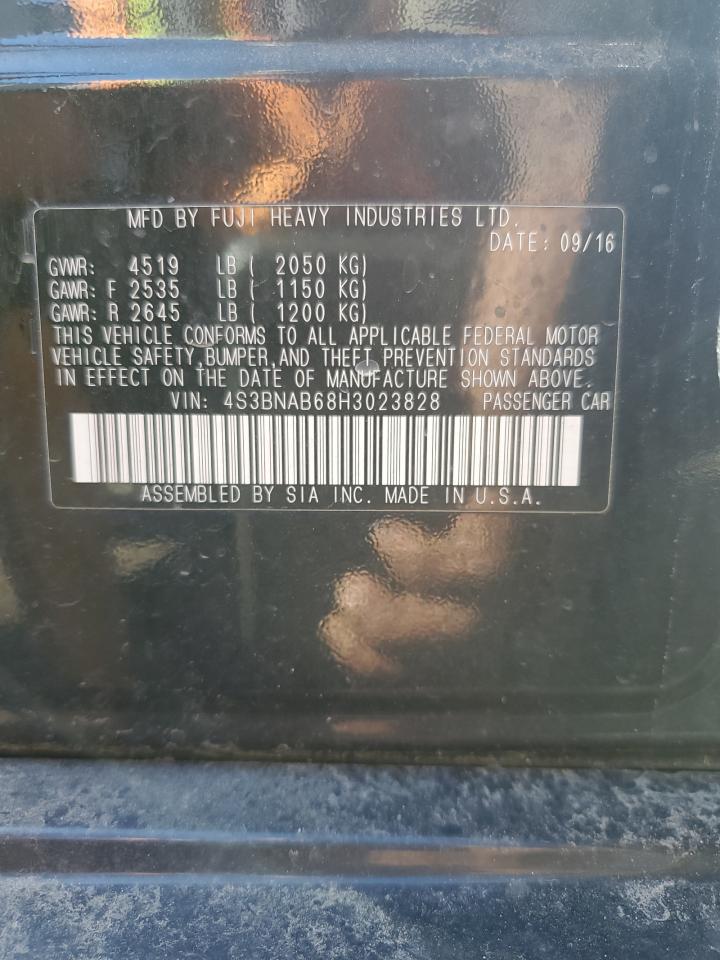 MFD BY FUJI HEAVY INDUSTRIES LTD.
DATE: 09/16
GVWR: 4519 LB ( 2050 KG)
GAWR: F 2535 LB ( 1150 KG)
GAWR: R 2645 LB ( 1200 KG)
THIS VEHICLE CONFORMS TO ALL APPLICABLE FEDERAL MOTOR
VEHICLE SAFETY,BUMPER,AND THEFT PREVENTION STANDARDS
IN EFFECT ON THE DATE OF MANUFACTURE SHOWN ABOVE.
VIN: 4S3BNAB68H3023828 PASSENGER CAR
ASSEMBLED BY SIA INC. MADE IN U.S.A.